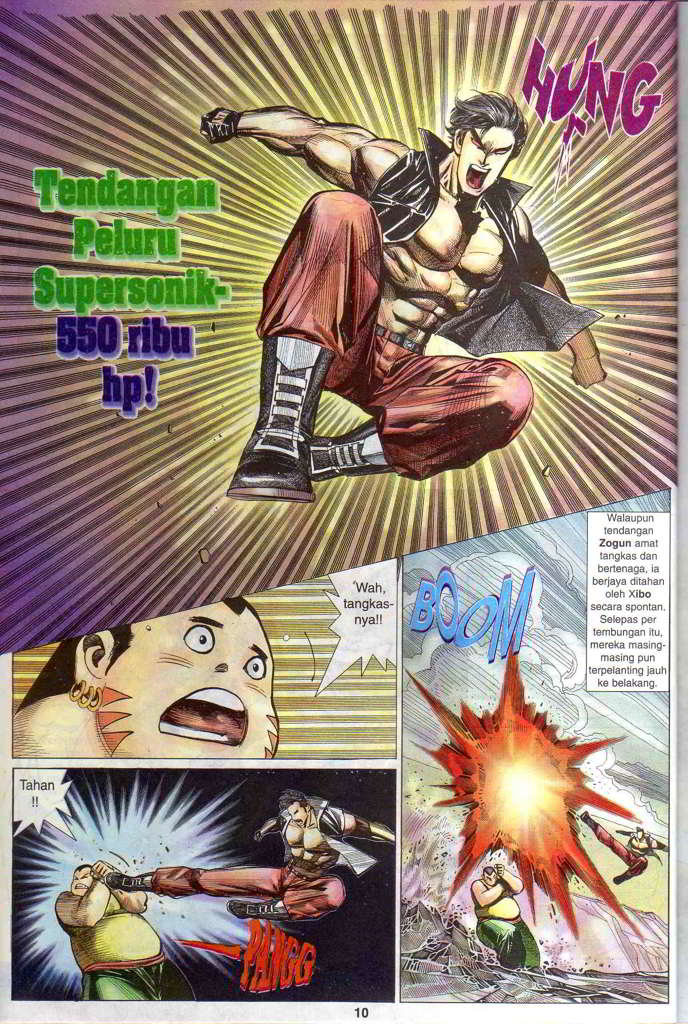 HUNG
Tendangan
Peluru
Supersonik-
550 ribu
hp!
'Wah,
tangkas-
nya!!
Tahan
!!
PANGG
BOOM
Walaupun
tendangan
Zogun amat
tangkas dan
bertenaga, ia
berjaya ditahan
oleh Xibo
secara spontan.
Selepas per
tembungan itu,
mereka masing-
masing pun
terpelanting jauh
ke belakang.
10